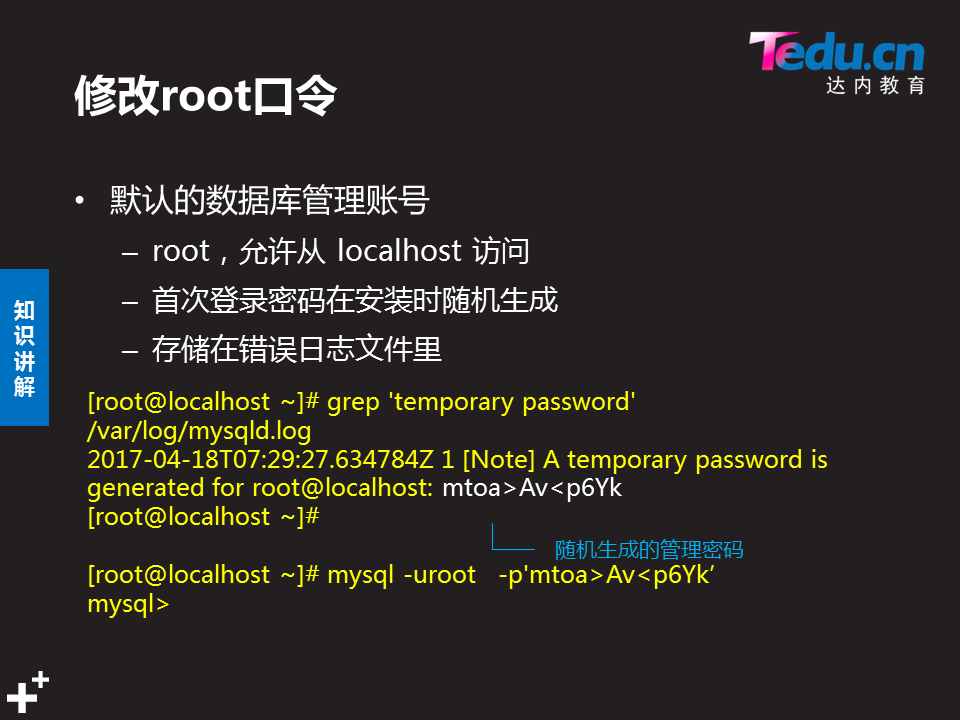 Tedu.cn
达内教育
修改root口令
• 默认的数据库管理账号
– root，允许从 localhost 访问
– 首次登录密码在安装时随机生成
– 存储在错误日志文件里
知识讲解
[root@localhost ~]# grep 'temporary password'
/var/log/mysqld.log
2017-04-18T07:29:27.634784Z 1 [Note] A temporary password is
generated for root@localhost: mtoa>Av<p6Yk
[root@localhost ~]#
随机生成的管理密码
[root@localhost ~]# mysql -uroot -p'mtoa>Av<p6Yk’
mysql>